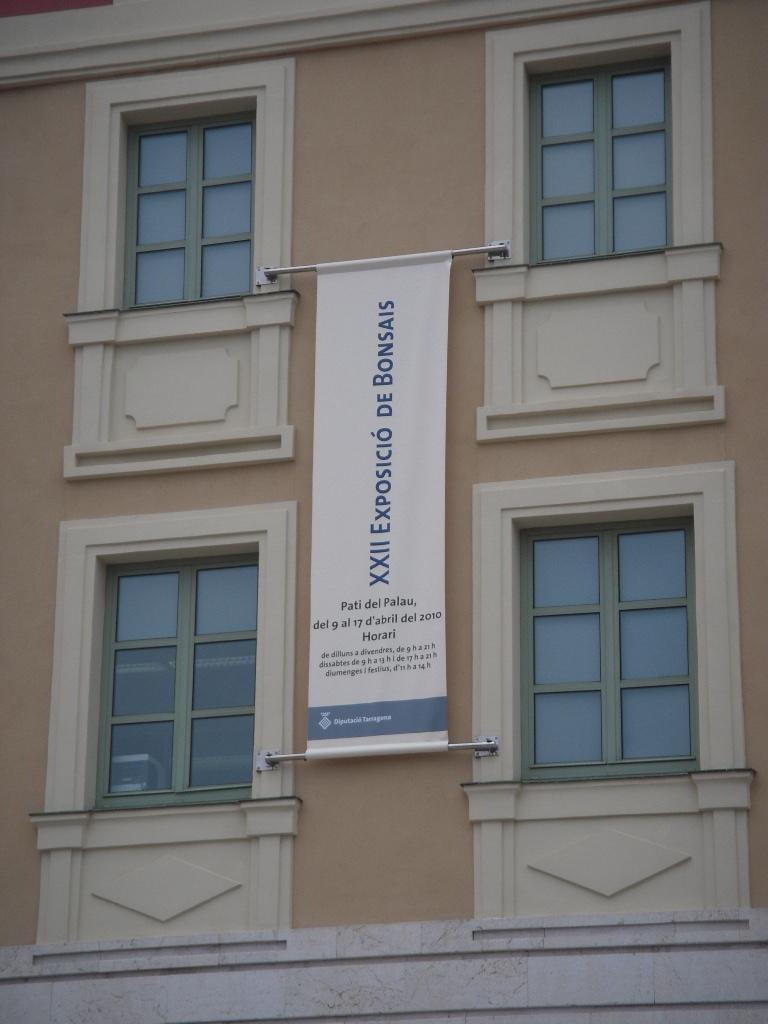 XXII EXPOSICIÓ DE BONSAIS
Pati del Palau,
del 9 al 17 d'abril del 2010
Horari
de dilluns a divendres, de 9 h a 21 h
dissabtes de 9 h a 13 h i de 17 h a 21 h
diumenges i festius, d'11 h a 14 h
Diputació Tarragona